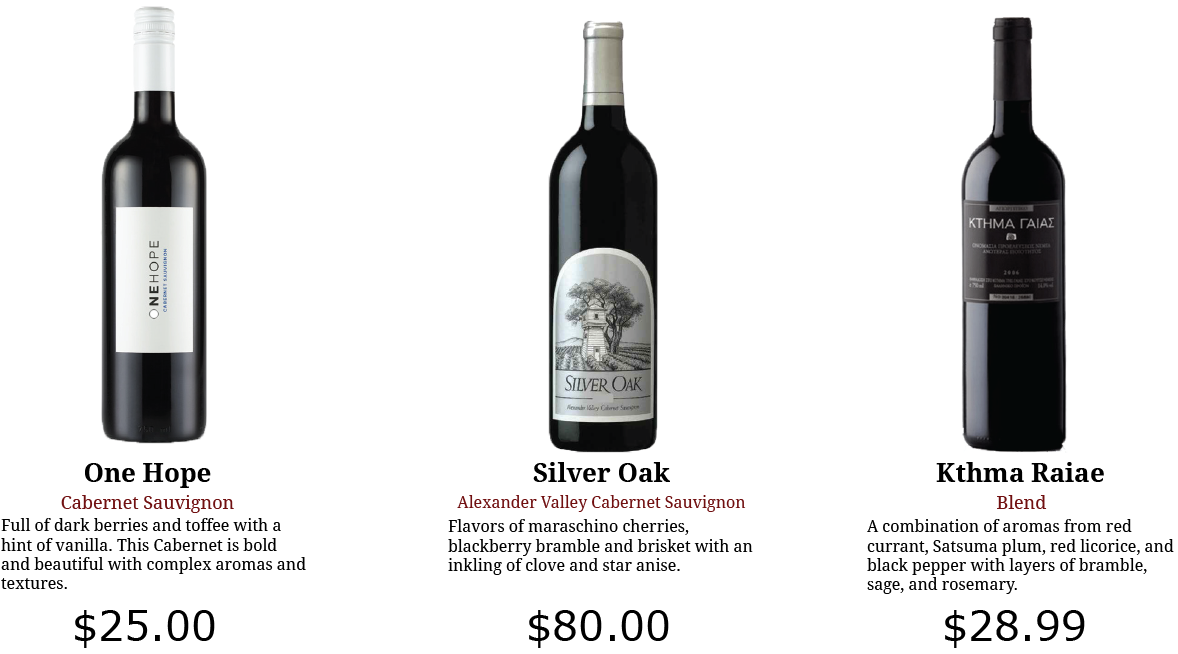 ONEHOPE
CABERNET SAUVIGNON
SILVER OAK
Alexander Valley Cabernet Sauvignon
ΚΤΗΜΑ ΓΑΙΑΣ
2006
One Hope
Cabernet Sauvignon
Full of dark berries and toffee with a
hint of vanilla. This Cabernet is bold
and beautiful with complex aromas and
textures.
$25.00
Silver Oak
Alexander Valley Cabernet Sauvignon
Flavors of maraschino cherries,
blackberry bramble and brisket with an
inkling of clove and star anise.
$80.00
Kthma Raiae
Blend
A combination of aromas from red
currant, Satsuma plum, red licorice, and
black pepper with layers of bramble,
sage, and rosemary.
$28.99